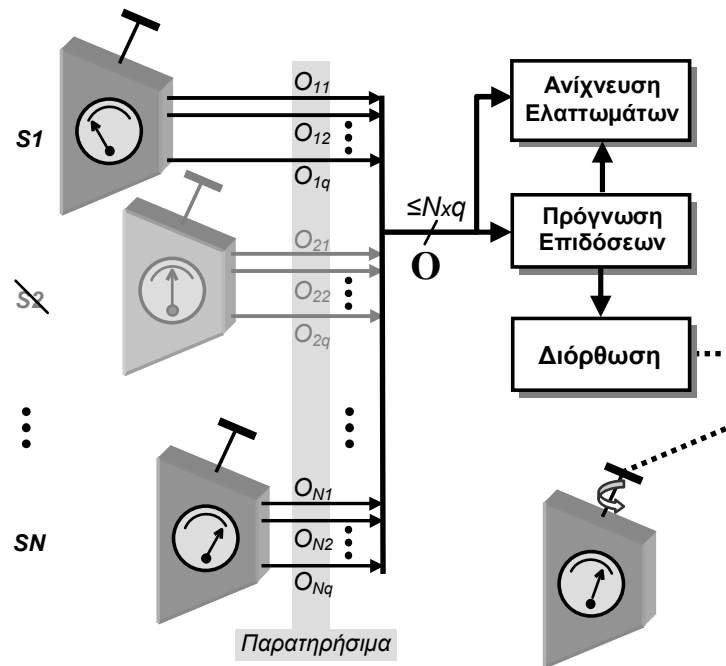 S1
O11
O12
O1q
S2
O21
O22
O2q
SN
ON1
ON2
ONq
Παρατηρήσιμα
≤Nxq
O
Ανίχνευση
Ελαττωμάτων
Πρόγνωση
Επιδόσεων
Διόρθωση